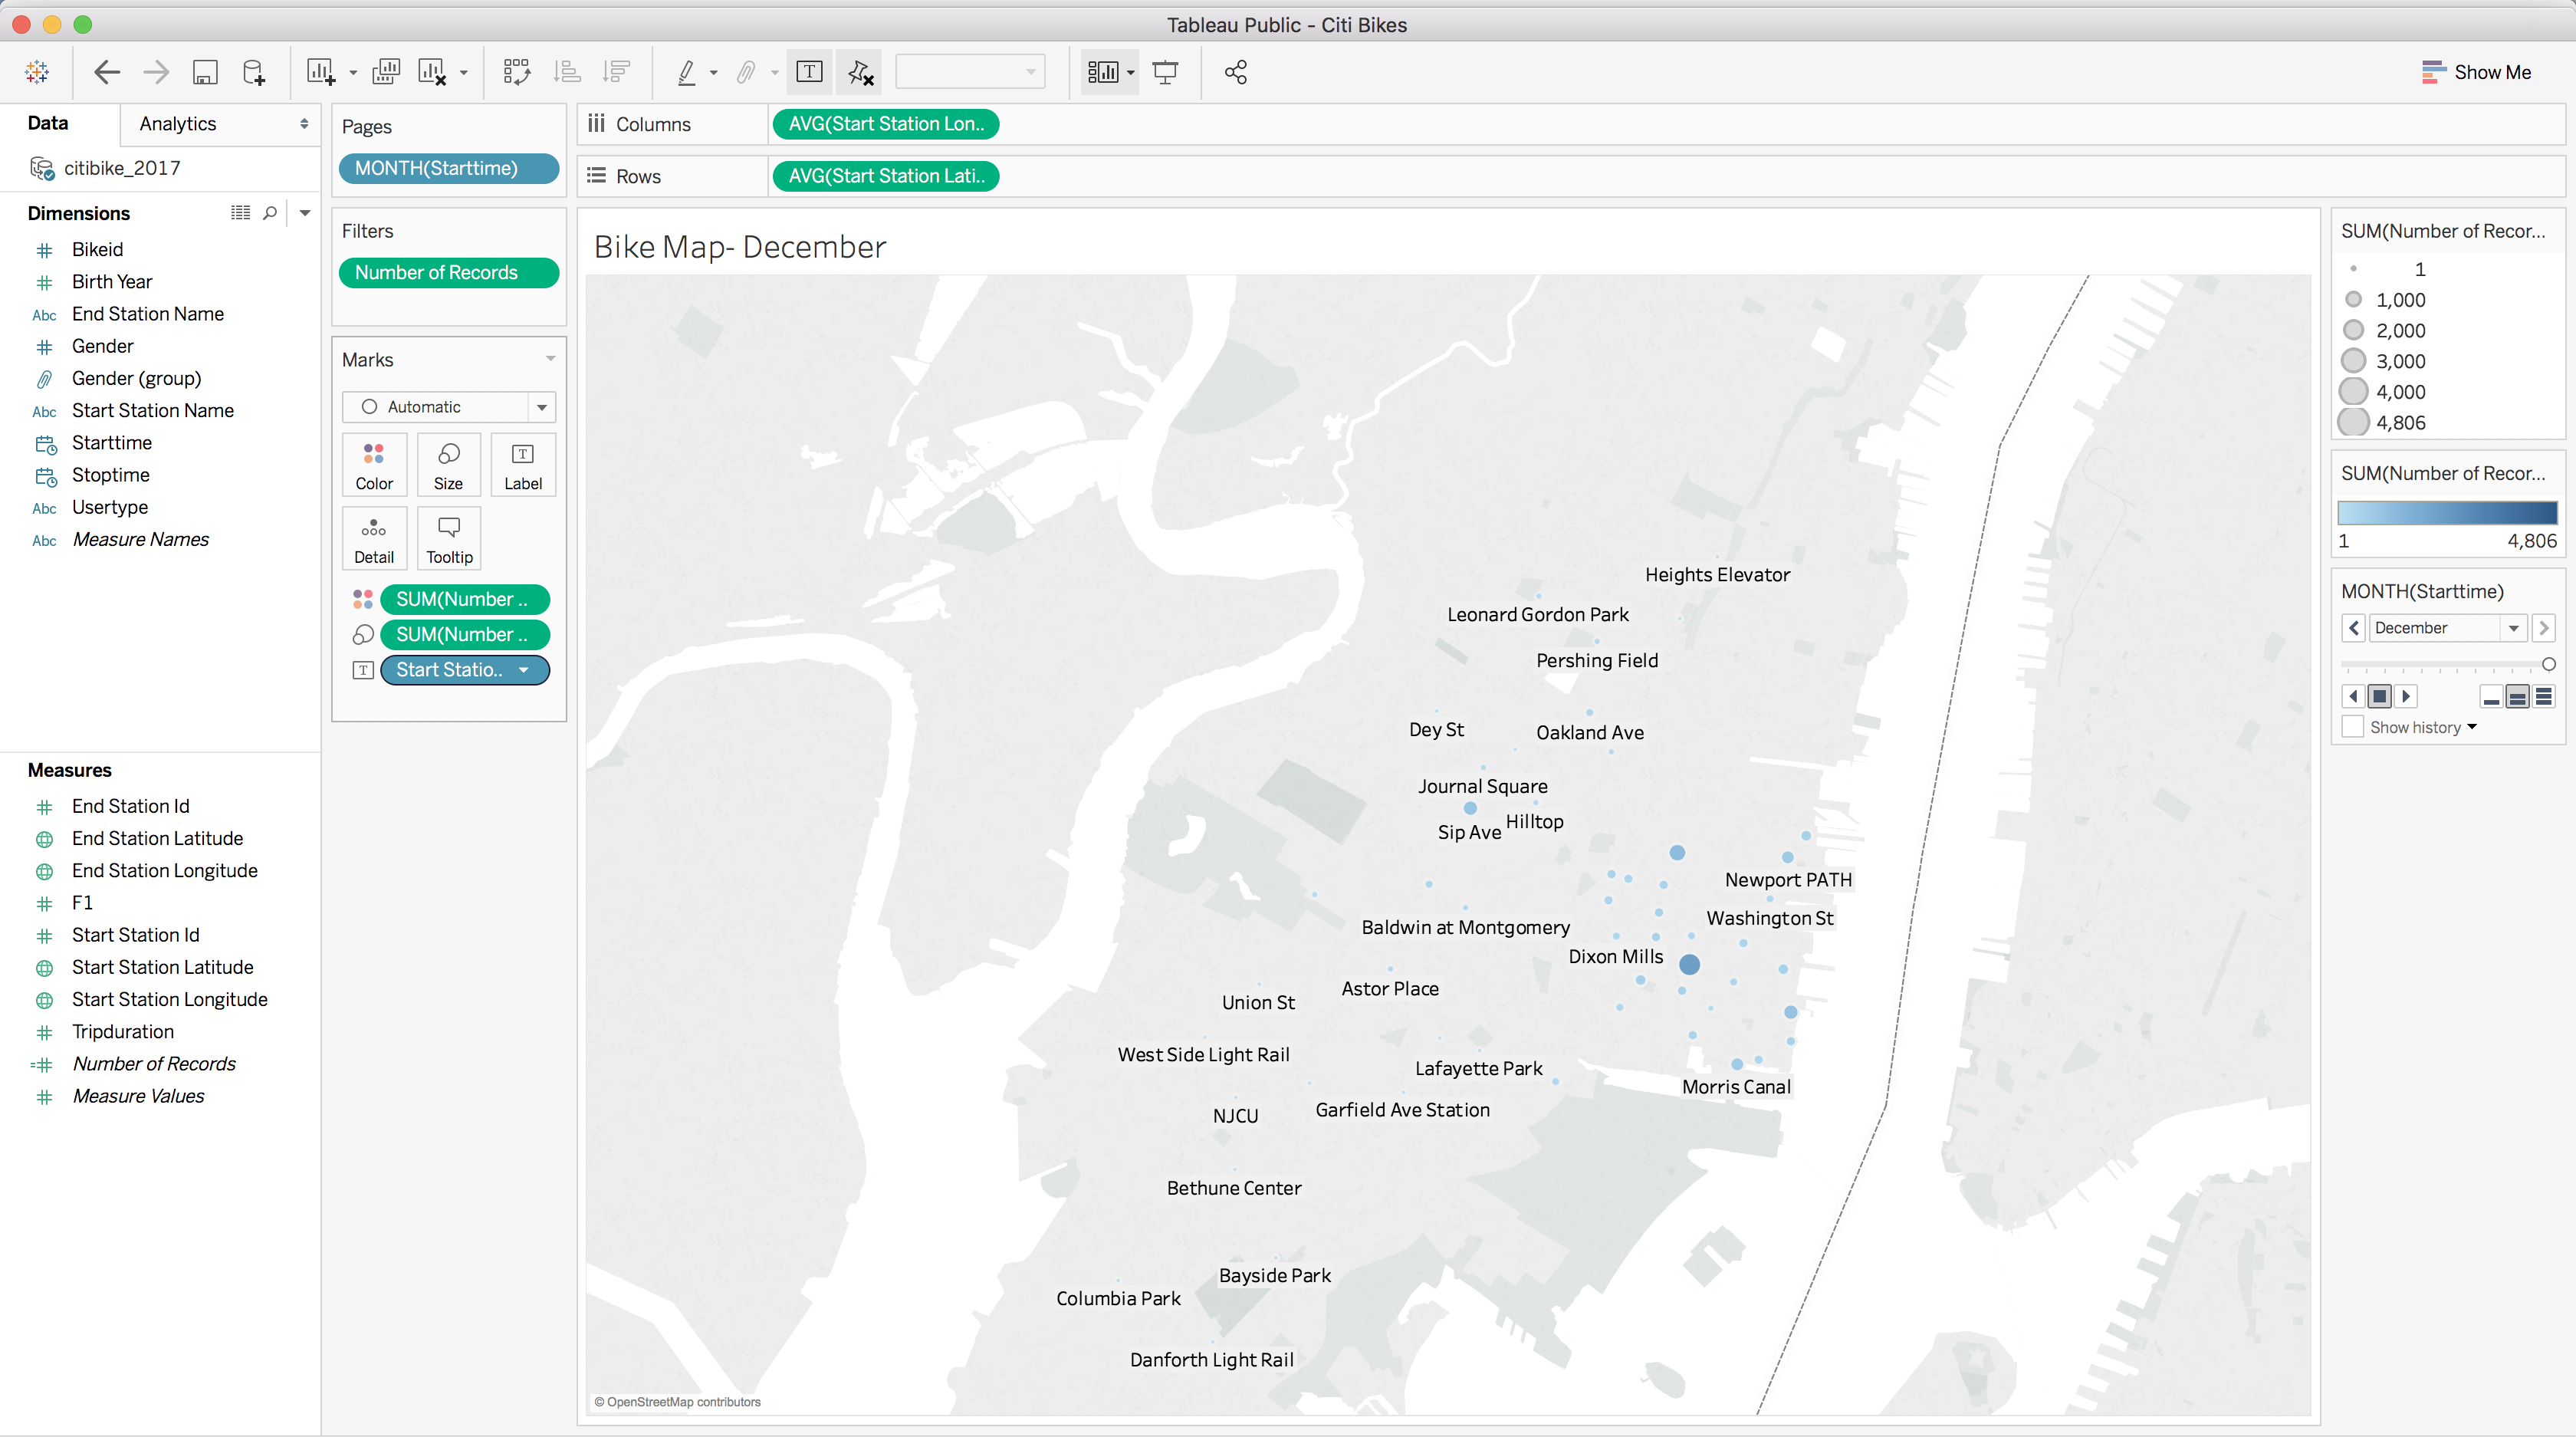 Tableau Public - Citi Bikes
Show Me
Data
Analytics
citibike_2017
Dimensions
# Bikeid
# Birth Year
Abc End Station Name
# Gender
Gender (group)
Abc Start Station Name
Starttime
Stoptime
Abc Usertype
Abc Measure Names
Measures
# End Station Id
End Station Latitude
End Station Longitude
# F1
# Start Station Id
Start Station Latitude
Start Station Longitude
# Tripduration
=# Number of Records
# Measure Values
Pages
MONTH(Starttime)
Filters
Number of Records
Marks
Automatic
Color
Size
T
Label
Detail
Tooltip
SUM(Number ..
SUM(Number ..
T Start Statio..
Columns
AVG(Start Station Lon..
Rows
AVG(Start Station Lati..
Bike Map- December
Heights Elevator
Leonard Gordon Park
Pershing Field
Dey St
Oakland Ave
Journal Square
Sip Ave
Hilltop
Newport PATH
Washington St
Baldwin at Montgomery
Dixon Mills
Astor Place
Union St
West Side Light Rail
Lafayette Park
Morris Canal
Garfield Ave Station
NJCU
Bethune Center
Bayside Park
Columbia Park
Danforth Light Rail
© OpenStreetMap contributors
SUM(Number of Recor...
1
1,000
2,000
3,000
4,000
4,806
SUM(Number of Recor...
1 4,806
MONTH(Starttime)
December
Show history